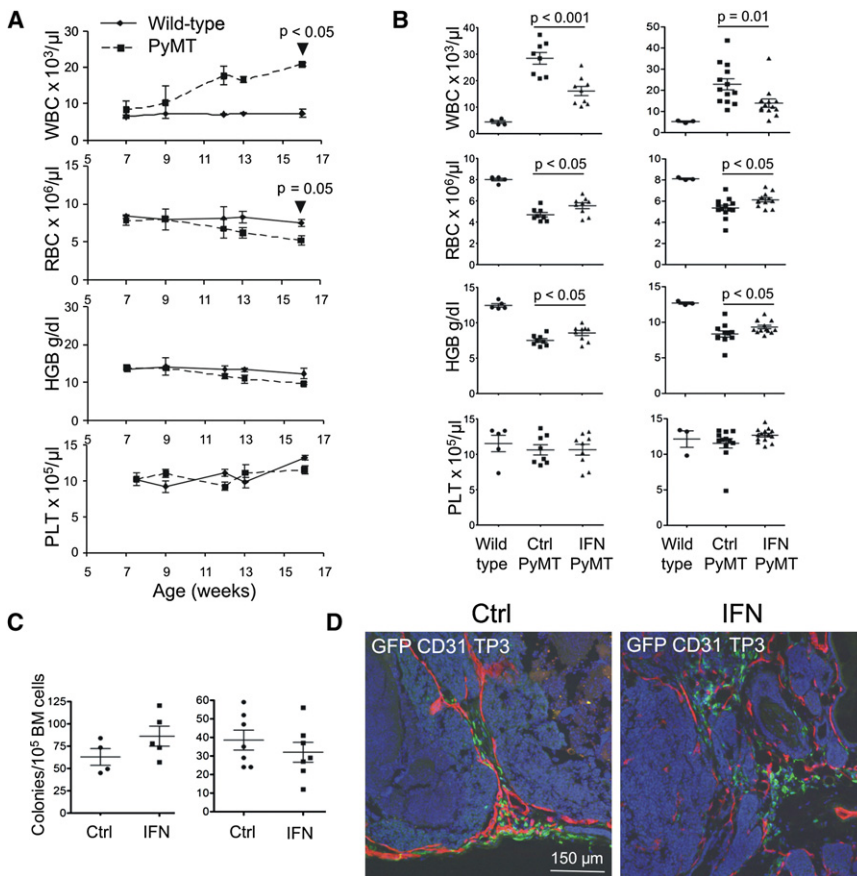 A
Wild-type
PyMT
p < 0.05
WBC x 10³/µl
30
20
10
0
5 7 9 11 13 15 17
p = 0.05
RBC x 10⁶/µl
15
10
5
0
5 7 9 11 13 15 17
HGB g/dl
30
20
10
0
5 7 9 11 13 15 17
PLT x 10⁵/µl
15
10
5
0
5 7 9 11 13 15 17
Age (weeks)
B
p < 0.001
WBC x 10³/µl
40
30
20
10
0
p = 0.01
50
40
30
20
10
0
p < 0.05
RBC x 10⁶/µl
10
8
6
4
2
0
p < 0.05
10
8
6
4
2
0
p < 0.05
HGB g/dl
15
10
5
0
p < 0.05
15
10
5
0
PLT x 10⁵/µl
15
10
5
0
15
10
5
0
Wild Ctrl IFN
type PyMT PyMT
Wild Ctrl IFN
type PyMT PyMT
C
Colonies/10⁵ BM cells
125
100
75
50
25
0
Ctrl IFN
60
50
40
30
20
10
0
Ctrl IFN
D
Ctrl
GFP CD31 TP3
150 µm
IFN
GFP CD31 TP3